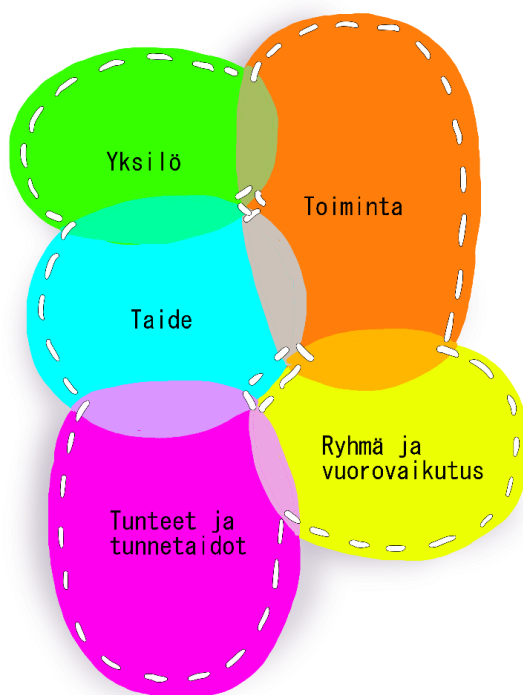 Yksilö
Toiminta
Taide
Ryhmä ja
vuorovaikutus
Tunteet ja
tunnetaidot